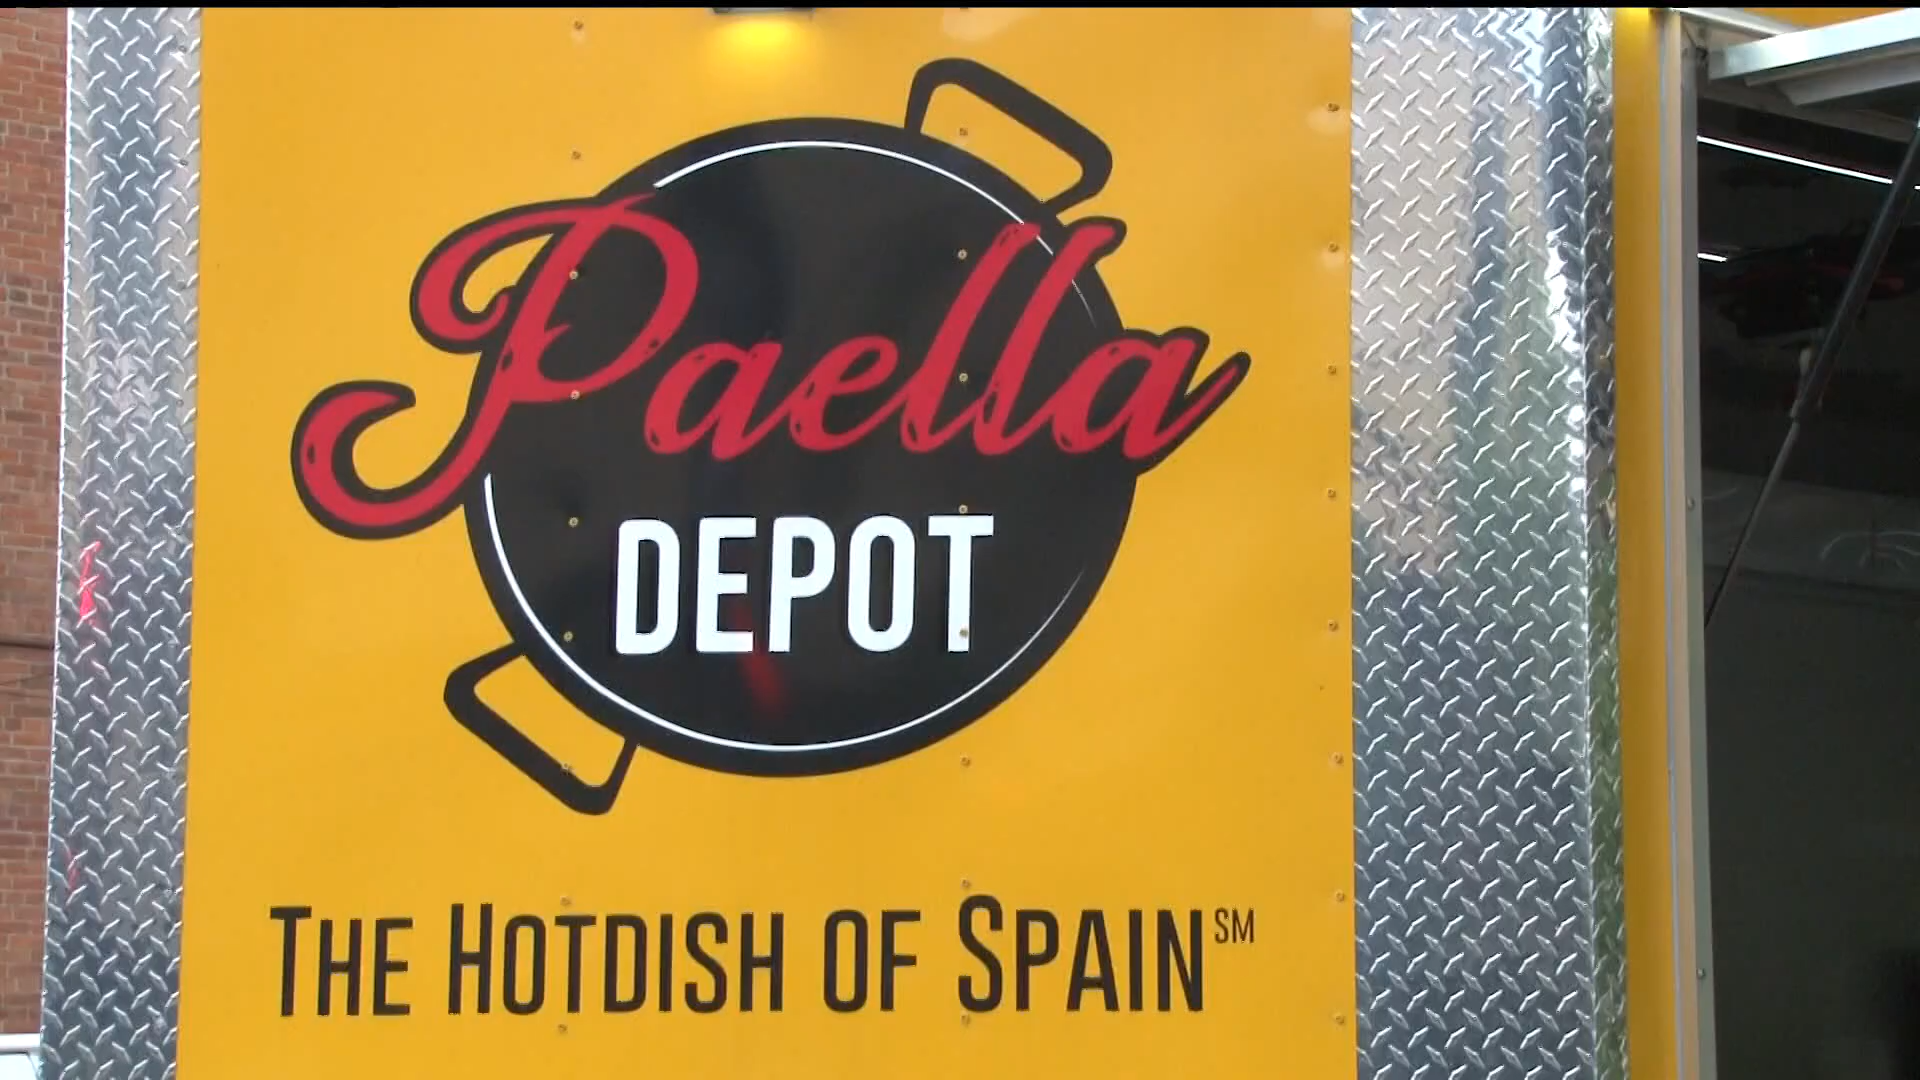 Paella
DEPOT
THE HOTDISH OF SPAIN℠